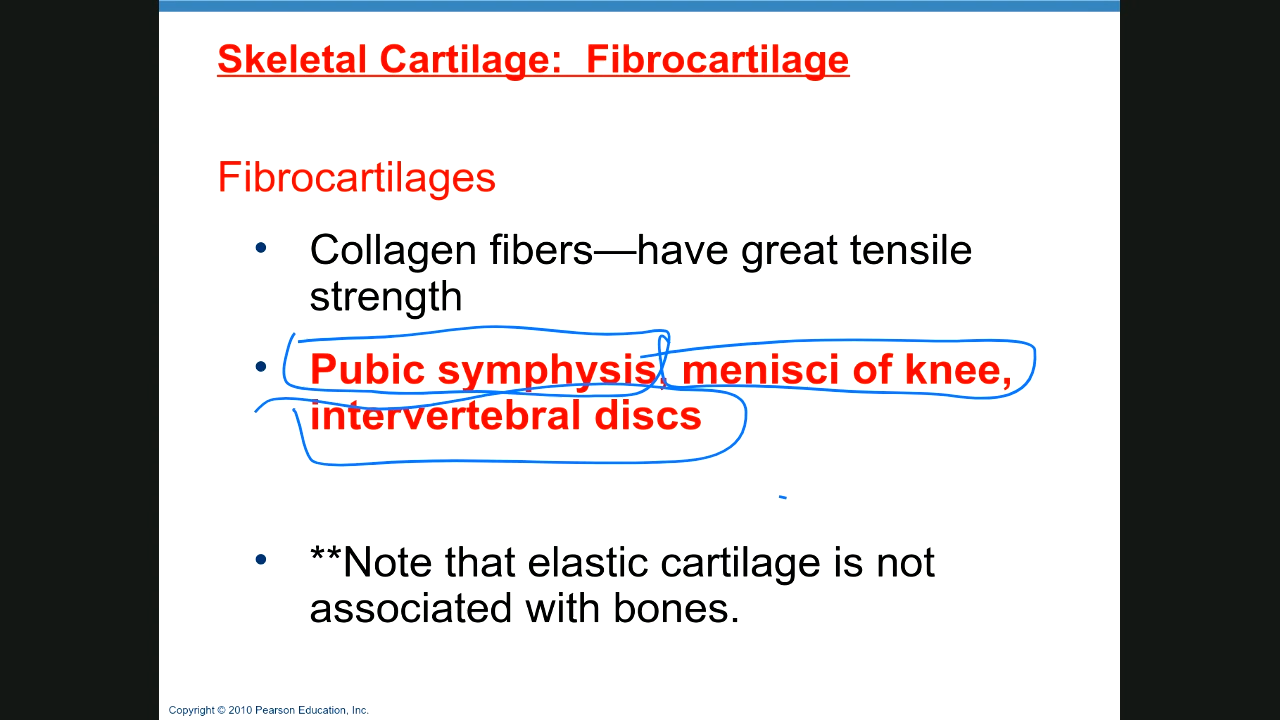 Skeletal Cartilage:  Fibrocartilage
Fibrocartilages
• Collagen fibers—have great tensile
strength
• Pubic symphysis, menisci of knee,
intervertebral discs
• **Note that elastic cartilage is not
associated with bones.
Copyright © 2010 Pearson Education, Inc.